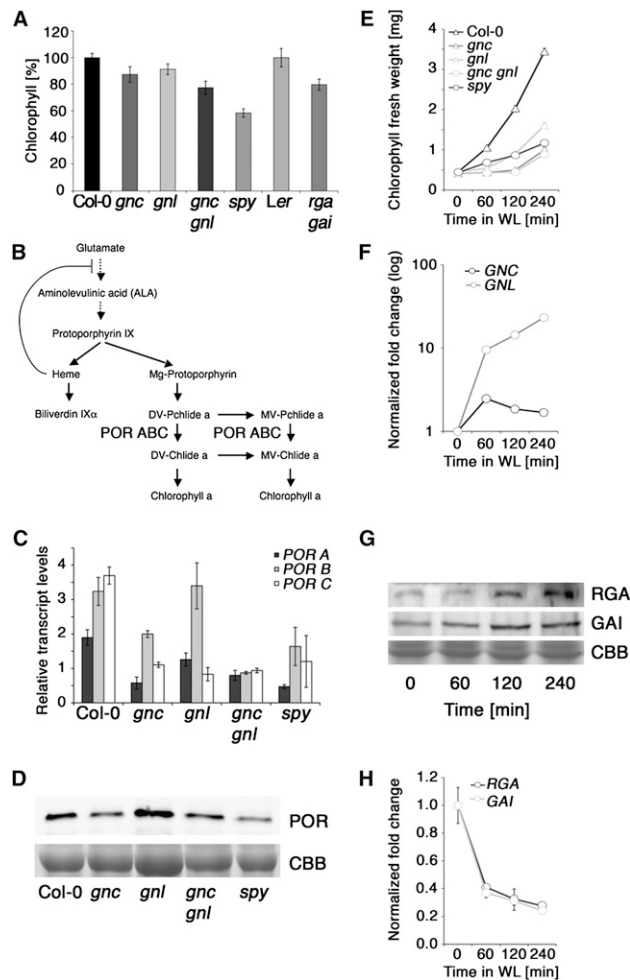 A
Chlorophyll [%]
120
100
80
60
40
20
0
Col-0 gnc gnl gnc gnl spy Ler rga gai
B
Glutamate
Aminolevulinic acid (ALA)
Protoporphyrin IX
Heme Mg-Protoporphyrin
Biliverdin IXα DV-Pchlide a MV-Pchlide a
POR ABC POR ABC
DV-Chlide a MV-Chlide a
Chlorophyll a Chlorophyll a
C
Relative transcript levels
4
3
2
1
0
POR A
POR B
POR C
Col-0 gnc gnl gnc gnl spy
D
POR
CBB
Col-0 gnc gnl gnc gnl spy
E
Chlorophyll fresh weight [mg]
4
3
2
1
0
Col-0
gnc
gnl
gnc gnl
spy
0 60 120 240
Time in WL [min]
F
Normalized fold change (log)
100
10
1
GNC
GNL
0 60 120 240
Time in WL [min]
G
RGA
GAI
CBB
0 60 120 240
Time [min]
H
Normalized fold change
1.2
1.0
0.8
0.6
0.4
0.2
0.0
RGA
GAI
0 60 120 240
Time in WL [min]